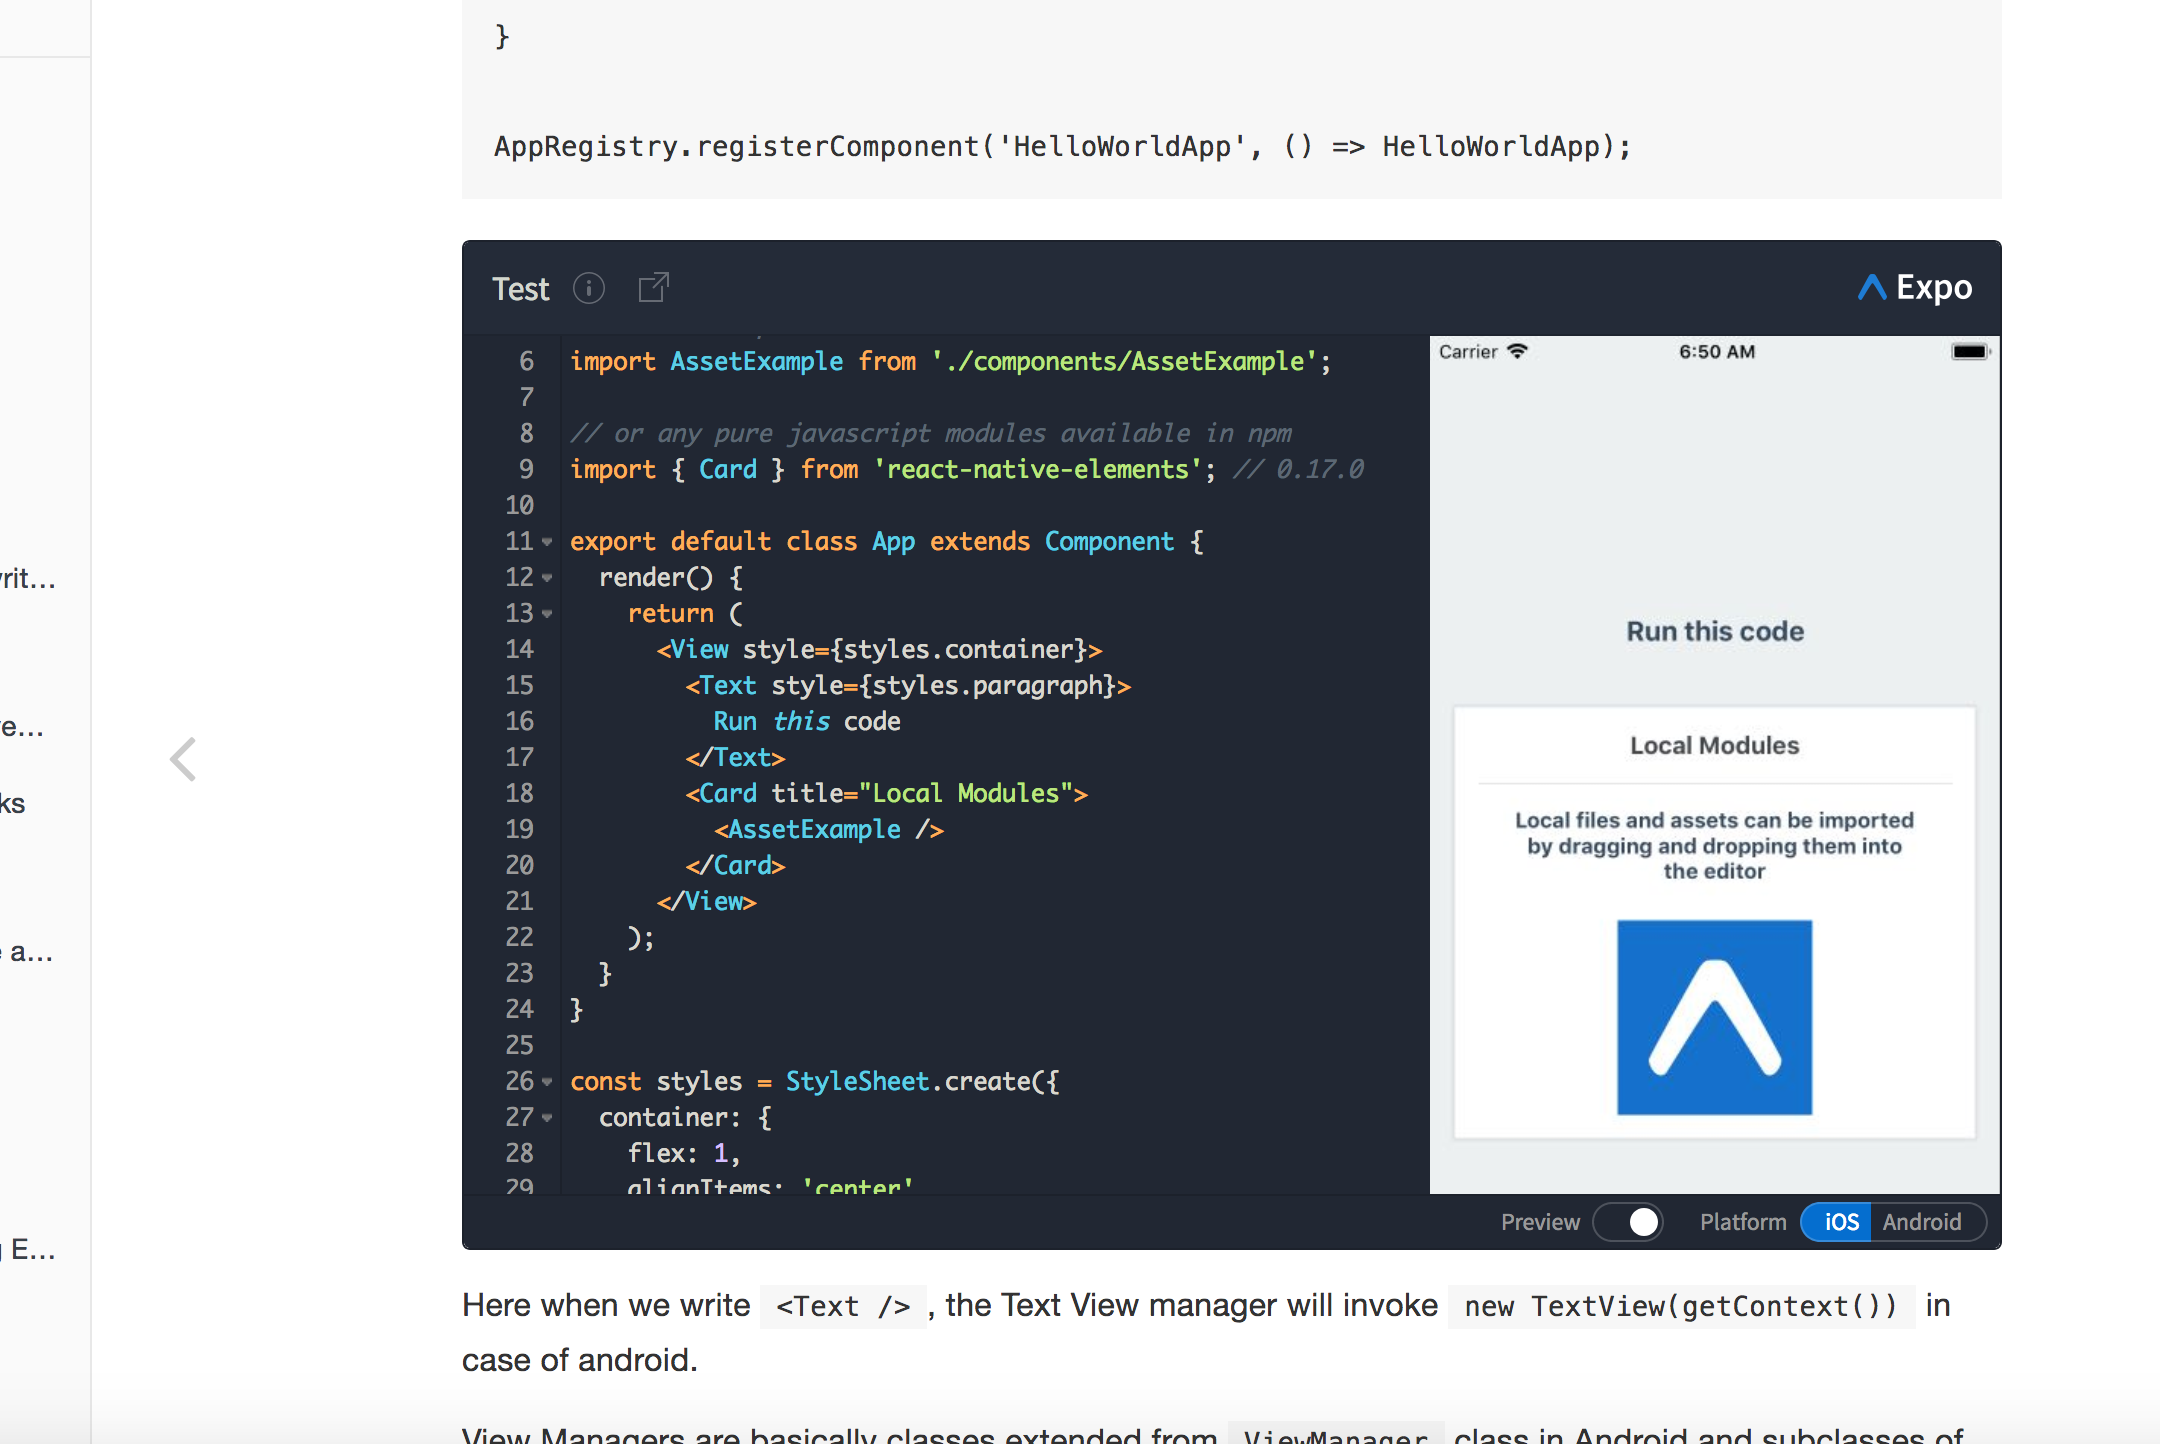 }
AppRegistry.registerComponent('HelloWorldApp', () => HelloWorldApp);
Test
Expo
6 import AssetExample from './components/AssetExample';
7
8 // or any pure javascript modules available in npm
9 import { Card } from 'react-native-elements'; // 0.17.0
10
11 export default class App extends Component {
12 render() {
13 return (
14 <View style={styles.container}>
15 <Text style={styles.paragraph}>
16 Run this code
17 </Text>
18 <Card title="Local Modules">
19 <AssetExample />
20 </Card>
21 </View>
22 );
23 }
24 }
25
26 const styles = StyleSheet.create({
27 container: {
28 flex: 1,
29 alignItems: 'center'
Carrier 6:50 AM
Run this code
Local Modules
Local files and assets can be imported
by dragging and dropping them into
the editor
Preview Platform iOS Android
Here when we write <Text /> , the Text View manager will invoke new TextView(getContext()) in
case of android.
View Managers are basically classes extended from ViewManager class in Android and subclasses of
rit...
e...
ks
a...
E...